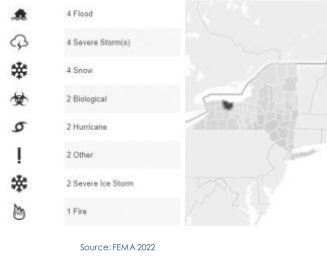 4 Flood
4 Severe Storm(s)
4 Snow
2 Biological
2 Hurricane
2 Other
2 Severe Ice Storm
1 Fire
Source: FEMA 2022